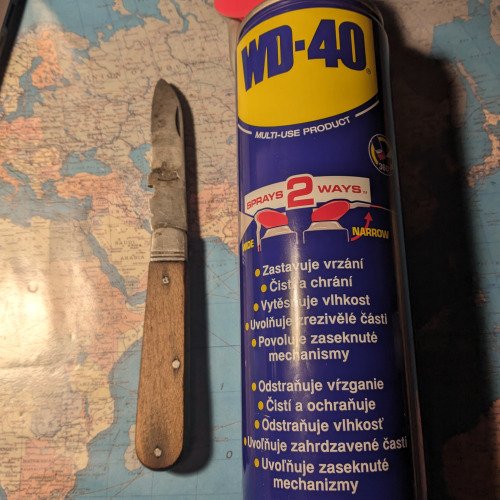 WD-40
MULTI-USE PRODUCT
SPRAYS 2 WAYS
WIDE
NARROW
Zastavuje vrzání
Čistí a chrání
Vytěsňuje vlhkost
Uvolňuje zrezivělé části
Povoluje zaseknuté
mechanismy
Odstraňuje vŕzganie
Čistí a ochraňuje
Odstraňuje vlhkosť
Uvoľňuje zahrdzavené časti
Uvoľňuje zaseknuté
mechanizmy